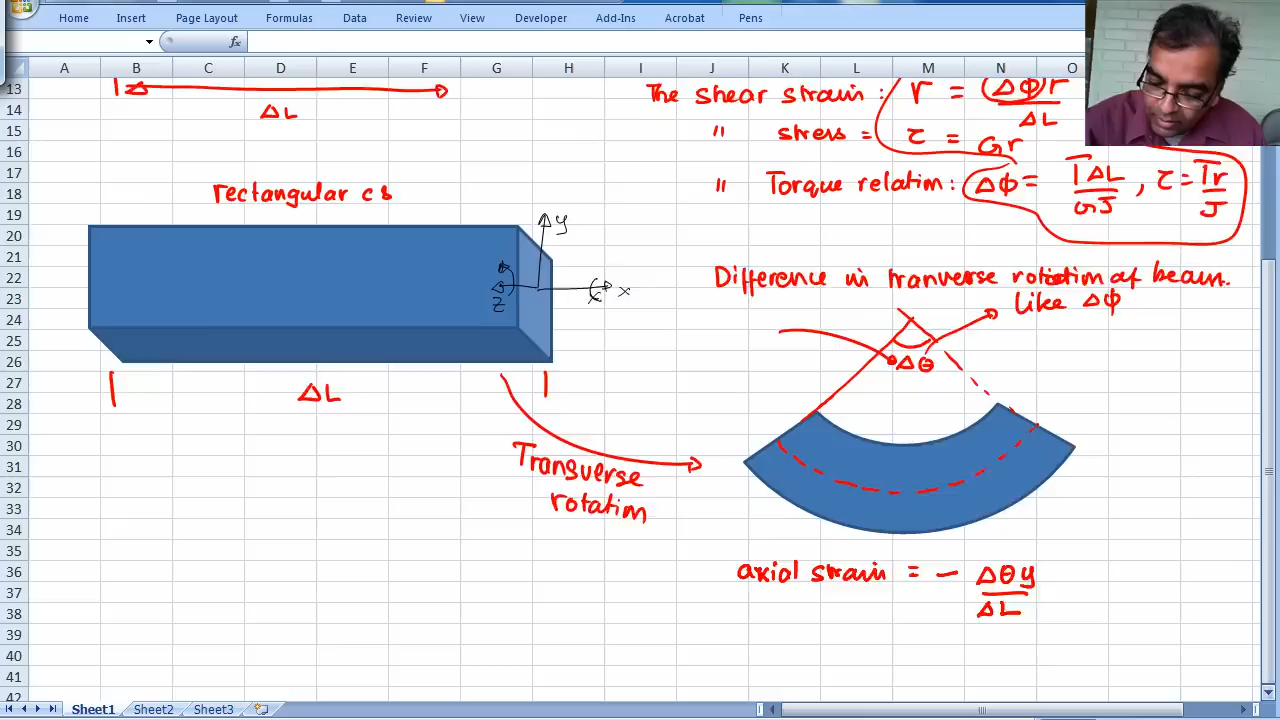 Home Insert Page Layout Formulas Data Review View Developer Add-Ins Acrobat Pens
fx
A B C D E F G H I J K L M N O
13
14
15
16
17
18
19
20
21
22
23
24
25
26
27
28
29
30
31
32
33
34
35
36
37
38
39
40
41
42
ΔL
rectangular cs
y
x
z
ΔL
Transverse
rotation
The shear strain : r = (Δφ)r / ΔL
" stress = τ = Gr
" Torque relation: Δφ = TΔL / GJ , τ = Tr / J
Difference in tranverse rotation of beam.
Like Δφ
Δθ
axial strain = - Δθy / ΔL
Sheet1 Sheet2 Sheet3